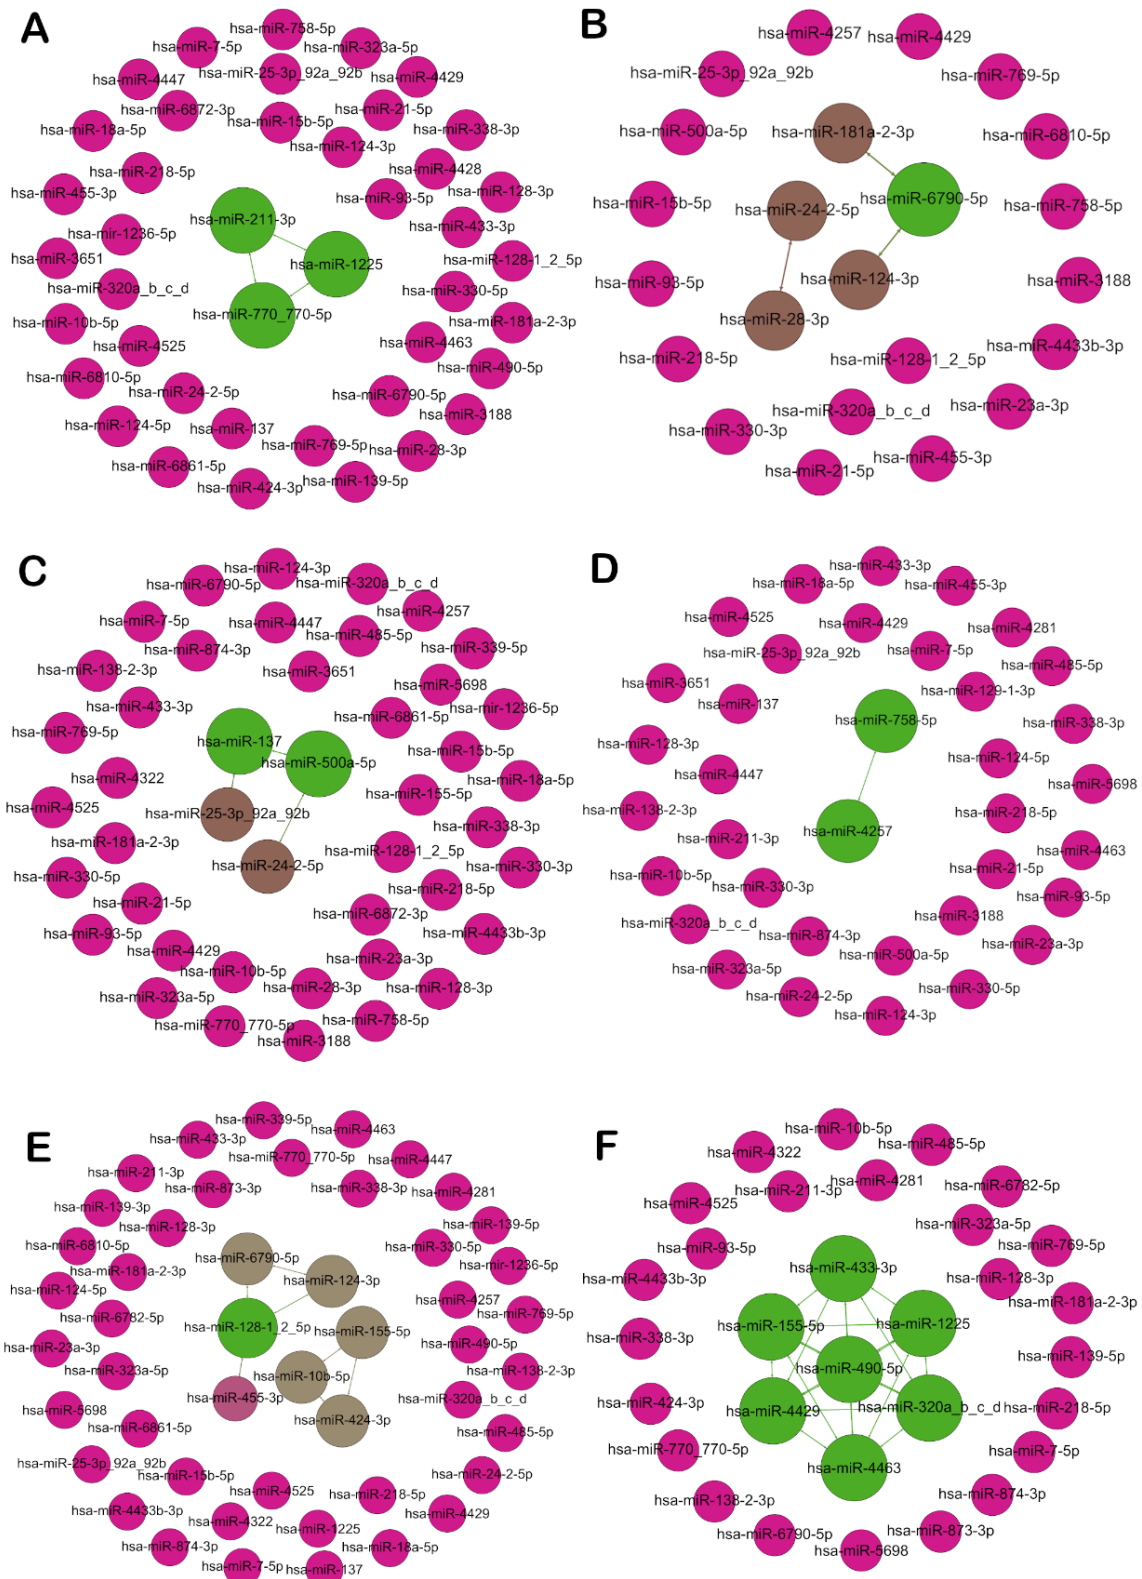 A
hsa-miR-758-5p
hsa-miR-7-5p
hsa-miR-323a-5p
hsa-miR-25-3p_92a_92b
hsa-miR-4447
hsa-miR-4429
hsa-miR-6872-3p
hsa-miR-21-5p
hsa-miR-15b-5p
hsa-miR-18a-5p
hsa-miR-338-3p
hsa-miR-124-3p
hsa-miR-218-5p
hsa-miR-4428
hsa-miR-455-3p
hsa-miR-128-3p
hsa-miR-93-5p
hsa-miR-211-3p
hsa-miR-433-3p
hsa-mir-1236-5p
hsa-miR-3651
hsa-miR-128-1_2_5p
hsa-miR-1225
hsa-miR-320a_b_c_d
hsa-miR-330-5p
hsa-miR-770_770-5p
hsa-miR-181a-2-3p
hsa-miR-10b-5p
hsa-miR-4463
hsa-miR-4525
hsa-miR-490-5p
hsa-miR-6810-5p
hsa-miR-24-2-5p
hsa-miR-6790-5p
hsa-miR-3188
hsa-miR-124-5p
hsa-miR-137
hsa-miR-769-5p
hsa-miR-28-3p
hsa-miR-6861-5p
hsa-miR-424-3p
hsa-miR-139-5p
B
hsa-miR-4257
hsa-miR-4429
hsa-miR-25-3p_92a_92b
hsa-miR-769-5p
hsa-miR-500a-5p
hsa-miR-181a-2-3p
hsa-miR-6810-5p
hsa-miR-6790-5p
hsa-miR-15b-5p
hsa-miR-24-2-5p
hsa-miR-758-5p
hsa-miR-93-5p
hsa-miR-124-3p
hsa-miR-3188
hsa-miR-28-3p
hsa-miR-218-5p
hsa-miR-4433b-3p
hsa-miR-128-1_2_5p
hsa-miR-320a_b_c_d
hsa-miR-23a-3p
hsa-miR-330-3p
hsa-miR-455-3p
hsa-miR-21-5p
C
hsa-miR-124-3p
hsa-miR-6790-5p
hsa-miR-320a_b_c_d
hsa-miR-4257
hsa-miR-7-5p
hsa-miR-4447
hsa-miR-485-5p
hsa-miR-874-3p
hsa-miR-339-5p
hsa-miR-138-2-3p
hsa-miR-3651
hsa-miR-5698
hsa-miR-433-3p
hsa-mir-1236-5p
hsa-miR-6861-5p
hsa-miR-769-5p
hsa-miR-137
hsa-miR-15b-5p
hsa-miR-500a-5p
hsa-miR-4322
hsa-miR-18a-5p
hsa-miR-155-5p
hsa-miR-4525
hsa-miR-25-3p_92a_92b
hsa-miR-338-3p
hsa-miR-181a-2-3p
hsa-miR-128-1_2_5p
hsa-miR-24-2-5p
hsa-miR-330-3p
hsa-miR-330-5p
hsa-miR-218-5p
hsa-miR-21-5p
hsa-miR-6872-3p
hsa-miR-93-5p
hsa-miR-4433b-3p
hsa-miR-4429
hsa-miR-23a-3p
hsa-miR-10b-5p
hsa-miR-323a-5p
hsa-miR-28-3p
hsa-miR-128-3p
hsa-miR-770_770-5p
hsa-miR-758-5p
hsa-miR-3188
D
hsa-miR-433-3p
hsa-miR-18a-5p
hsa-miR-455-3p
hsa-miR-4525
hsa-miR-4429
hsa-miR-4281
hsa-miR-25-3p_92a_92b
hsa-miR-7-5p
hsa-miR-485-5p
hsa-miR-3651
hsa-miR-129-1-3p
hsa-miR-137
hsa-miR-758-5p
hsa-miR-338-3p
hsa-miR-128-3p
hsa-miR-124-5p
hsa-miR-4447
hsa-miR-5698
hsa-miR-138-2-3p
hsa-miR-218-5p
hsa-miR-211-3p
hsa-miR-4257
hsa-miR-4463
hsa-miR-21-5p
hsa-miR-10b-5p
hsa-miR-330-3p
hsa-miR-93-5p
hsa-miR-320a_b_c_d
hsa-miR-3188
hsa-miR-874-3p
hsa-miR-23a-3p
hsa-miR-500a-5p
hsa-miR-323a-5p
hsa-miR-330-5p
hsa-miR-24-2-5p
hsa-miR-124-3p
E
hsa-miR-339-5p
hsa-miR-4463
hsa-miR-433-3p
hsa-miR-770_770-5p
hsa-miR-4447
hsa-miR-211-3p
hsa-miR-873-3p
hsa-miR-338-3p
hsa-miR-4281
hsa-miR-139-3p
hsa-miR-128-3p
hsa-miR-139-5p
hsa-miR-6810-5p
hsa-miR-330-5p
hsa-miR-6790-5p
hsa-mir-1236-5p
hsa-miR-181a-2-3p
hsa-miR-124-3p
hsa-miR-124-5p
hsa-miR-4257
hsa-miR-6782-5p
hsa-miR-769-5p
hsa-miR-128-1_2_5p
hsa-miR-155-5p
hsa-miR-23a-3p
hsa-miR-490-5p
hsa-miR-323a-5p
hsa-miR-138-2-3p
hsa-miR-10b-5p
hsa-miR-455-3p
hsa-miR-320a_b_c_d
hsa-miR-5698
hsa-miR-424-3p
hsa-miR-6861-5p
hsa-miR-485-5p
hsa-miR-25-3p_92a_92b
hsa-miR-15b-5p
hsa-miR-24-2-5p
hsa-miR-4525
hsa-miR-218-5p
hsa-miR-4433b-3p
hsa-miR-4429
hsa-miR-4322
hsa-miR-1225
hsa-miR-874-3p
hsa-miR-18a-5p
hsa-miR-7-5p
hsa-miR-137
F
hsa-miR-10b-5p
hsa-miR-485-5p
hsa-miR-4322
hsa-miR-4281
hsa-miR-6782-5p
hsa-miR-211-3p
hsa-miR-4525
hsa-miR-323a-5p
hsa-miR-769-5p
hsa-miR-93-5p
hsa-miR-433-3p
hsa-miR-4433b-3p
hsa-miR-128-3p
hsa-miR-181a-2-3p
hsa-miR-155-5p
hsa-miR-1225
hsa-miR-338-3p
hsa-miR-139-5p
hsa-miR-490-5p
hsa-miR-424-3p
hsa-miR-4429
hsa-miR-320a_b_c_d
hsa-miR-218-5p
hsa-miR-770_770-5p
hsa-miR-7-5p
hsa-miR-4463
hsa-miR-138-2-3p
hsa-miR-874-3p
hsa-miR-6790-5p
hsa-miR-873-3p
hsa-miR-5698